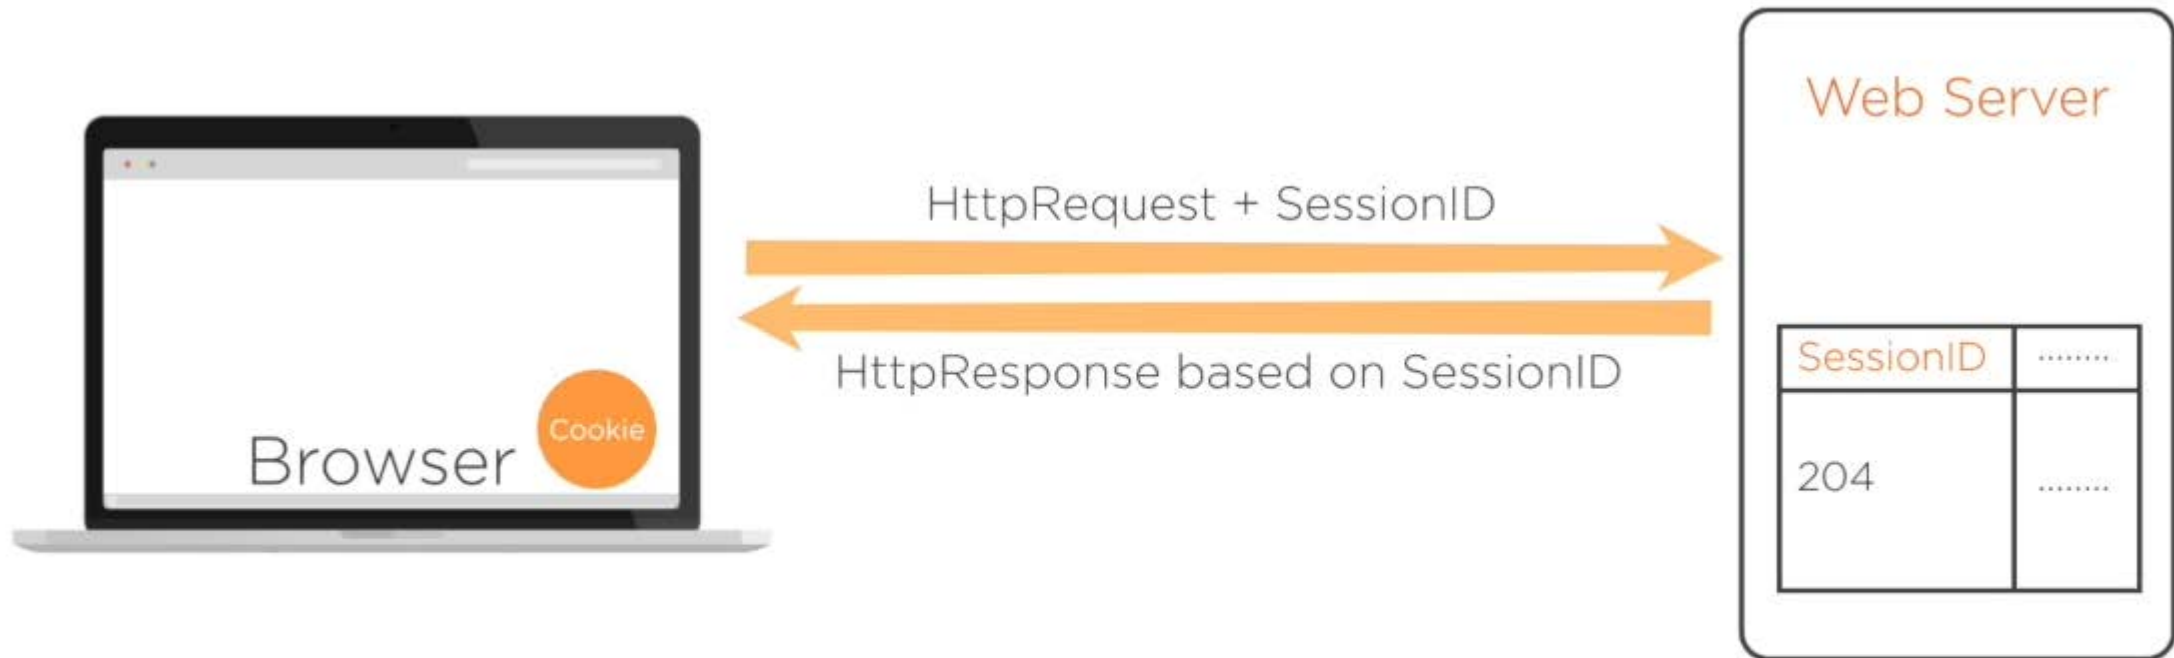 Web Server
HttpRequest + SessionID
HttpResponse based on SessionID
Browser
Cookie
SessionID ........
204 ........